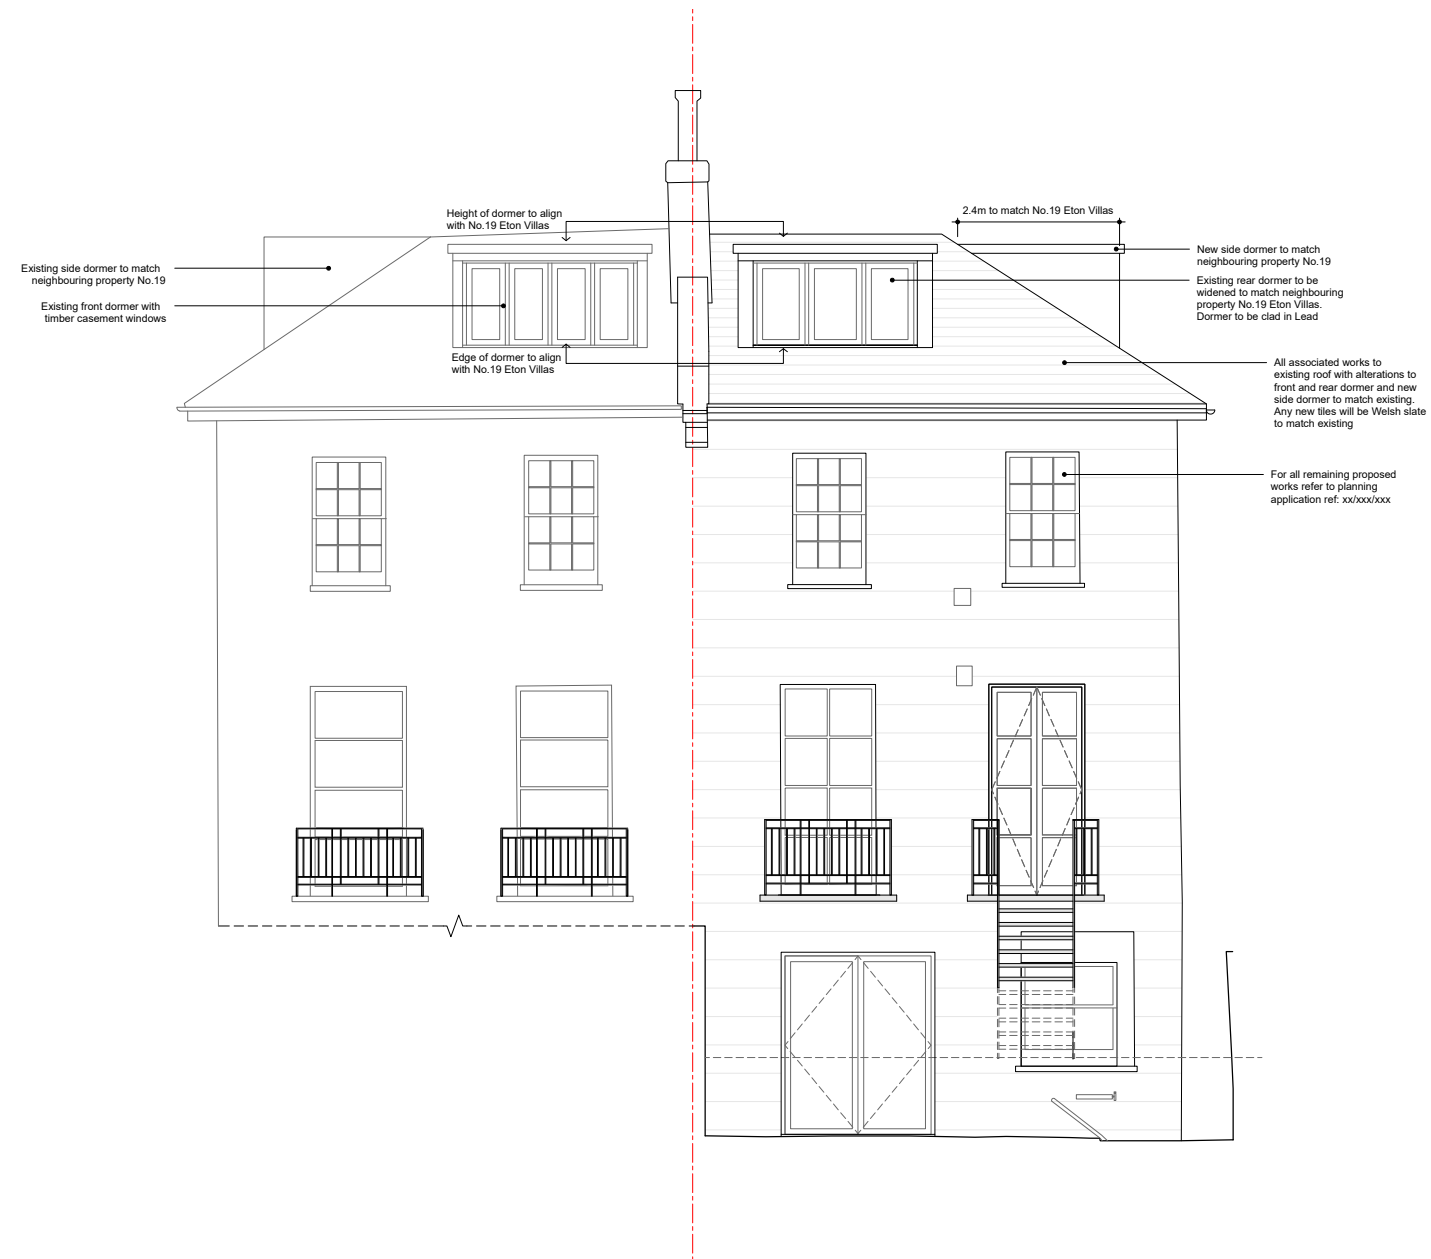 Height of dormer to align
with No.19 Eton Villas
2.4m to match No.19 Eton Villas
Existing side dormer to match
neighbouring property No.19
Existing front dormer with
timber casement windows
Edge of dormer to align
with No.19 Eton Villas
New side dormer to match
neighbouring property No.19
Existing rear dormer to be
widened to match neighbouring
property No.19 Eton Villas.
Dormer to be clad in Lead
All associated works to
existing roof with alterations to
front and rear dormer and new
side dormer to match existing.
Any new tiles will be Welsh slate
to match existing
For all remaining proposed
works refer to planning
application ref: xx/xxx/xxx